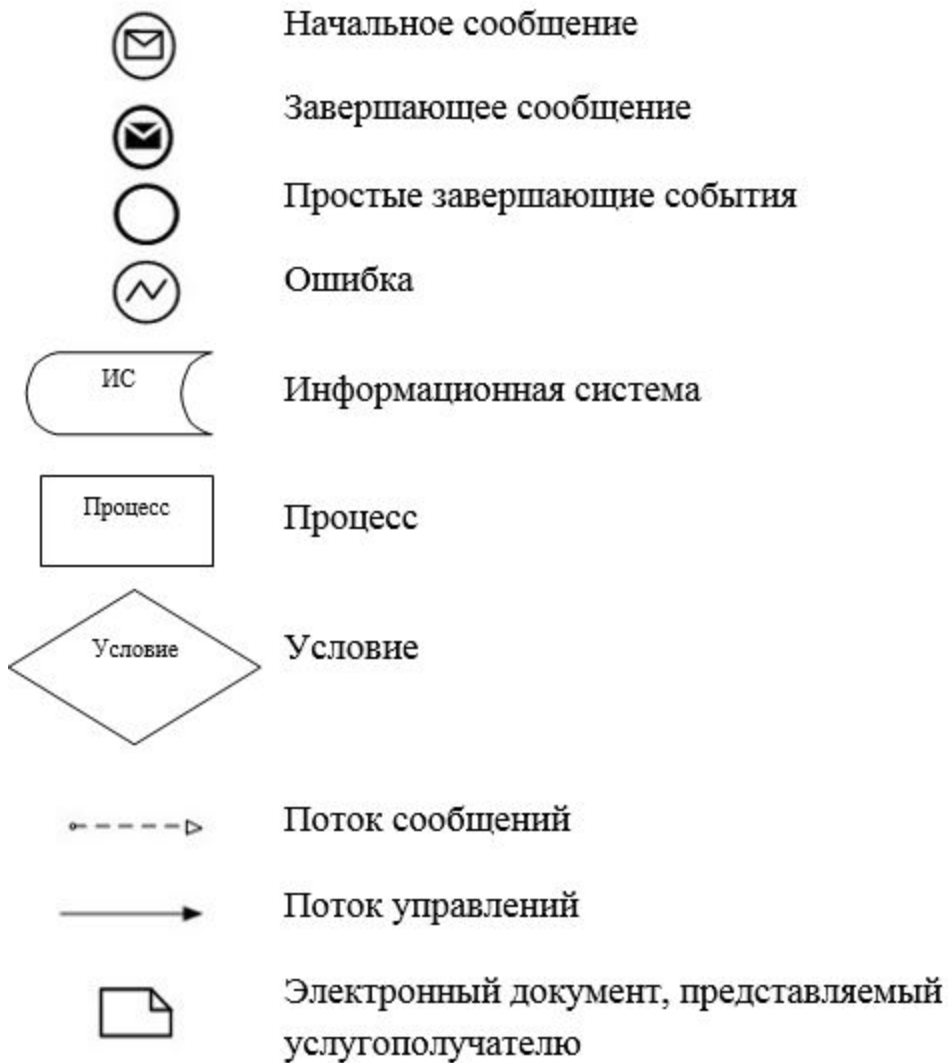 Начальное сообщение
Завершающее сообщение
Простые завершающие события
Ошибка
ИС
Информационная система
Процесс
Процесс
Условие
Условие
Поток сообщений
Поток управлений
Электронный документ, представляемый
услугополучателю